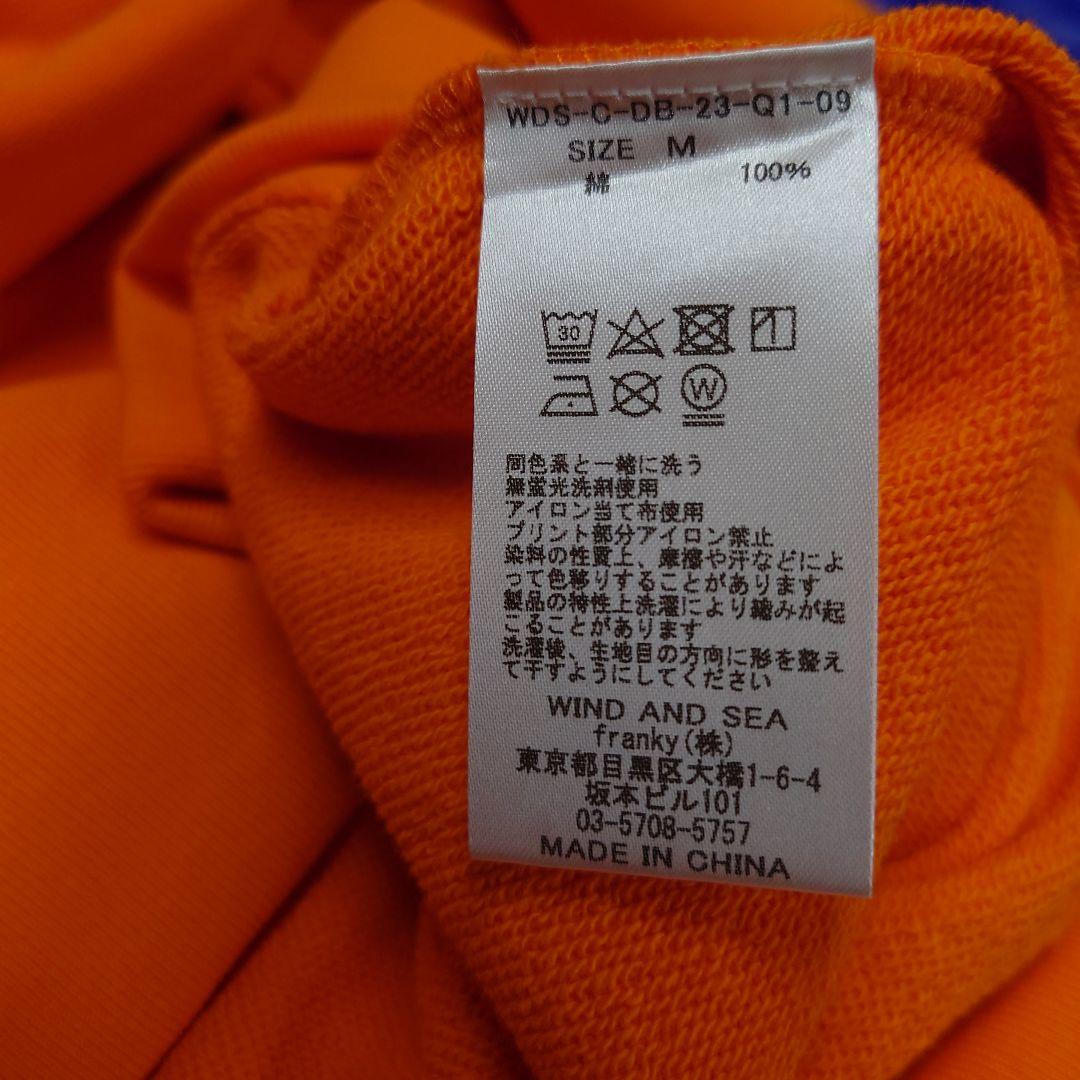 WDS-C-DB-23-Q1-09
SIZE M
綿 100%
30
W
同色系と一緒に洗う
無蛍光洗剤使用
アイロン当て布使用
プリント部分アイロン禁止
染料の性質上、摩擦や汗などによ
って色移りすることがあります
製品の特性上洗濯により縮みが起
こることがあります
洗濯後、生地目の方向に形を整え
て干すようにしてください
WIND AND SEA
franky(株)
東京都目黒区大橋1-6-4
坂本ビル101
03-5708-5757
MADE IN CHINA